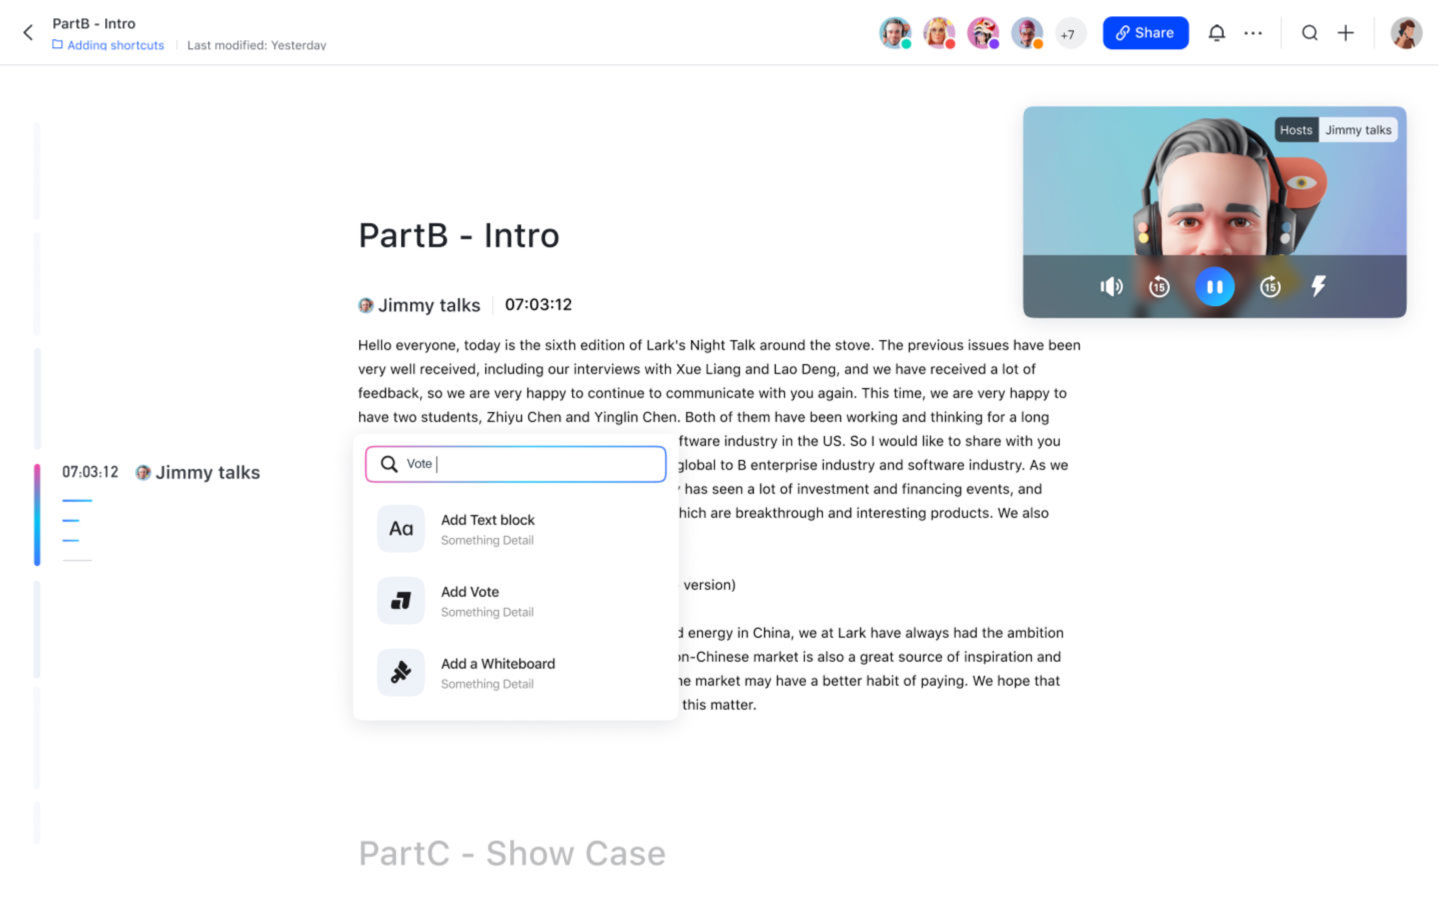 PartB - Intro
Adding shortcuts
Last modified: Yesterday
+7
Share
Hosts
Jimmy talks
15
15
PartB - Intro
Jimmy talks
07:03:12
Hello everyone, today is the sixth edition of Lark's Night Talk around the stove. The previous issues have been
very well received, including our interviews with Xue Liang and Lao Deng, and we have received a lot of
feedback, so we are very happy to continue to communicate with you again. This time, we are very happy to
have two students, Zhiyu Chen and Yinglin Chen. Both of them have been working and thinking for a long
ftware industry in the US. So I would like to share with you
global to B enterprise industry and software industry. As we
has seen a lot of investment and financing events, and
hich are breakthrough and interesting products. We also
version)
d energy in China, we at Lark have always had the ambition
on-Chinese market is also a great source of inspiration and
he market may have a better habit of paying. We hope that
this matter.
07:03:12
Jimmy talks
Vote
Aa
Add Text block
Something Detail
Add Vote
Something Detail
Add a Whiteboard
Something Detail
PartC - Show Case